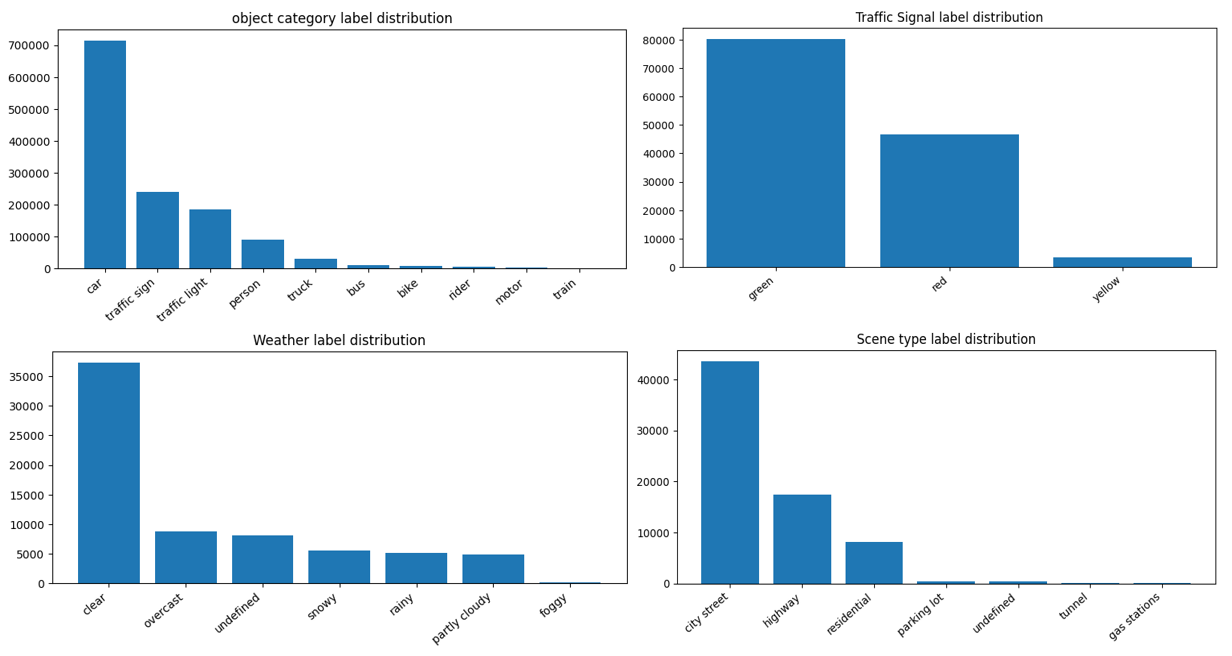 object category label distribution
700000
600000
500000
400000
300000
200000
100000
0
car
traffic sign
traffic light
person
truck
bus
bike
rider
motor
train
Traffic Signal label distribution
80000
70000
60000
50000
40000
30000
20000
10000
0
green
red
yellow
Weather label distribution
35000
30000
25000
20000
15000
10000
5000
0
clear
overcast
undefined
snowy
rainy
partly cloudy
foggy
Scene type label distribution
40000
30000
20000
10000
0
city street
highway
residential
parking lot
undefined
tunnel
gas stations